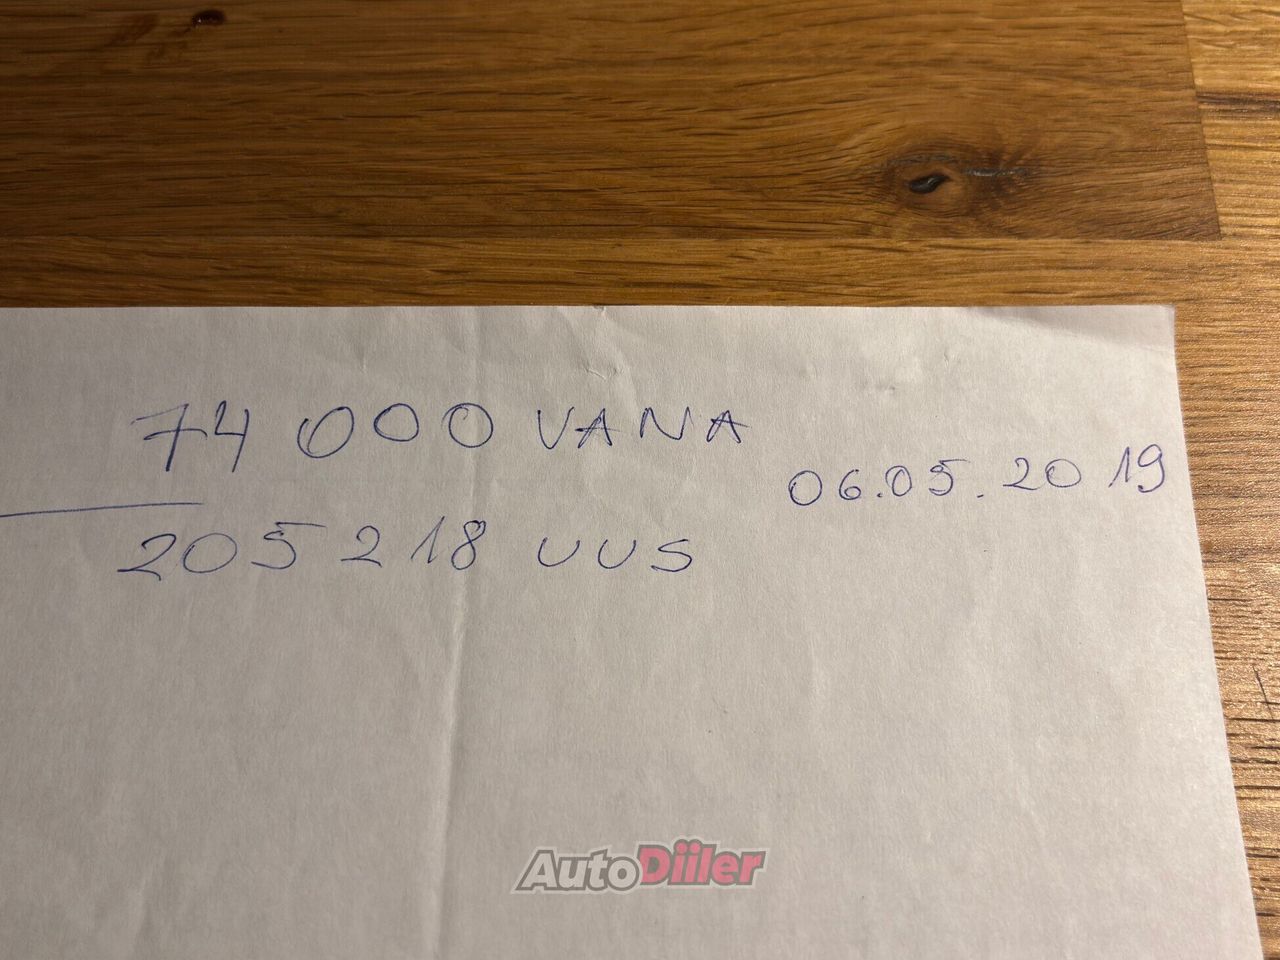 74 000 VANA
06.05.2019
205 218 UUS
AutoDiiler